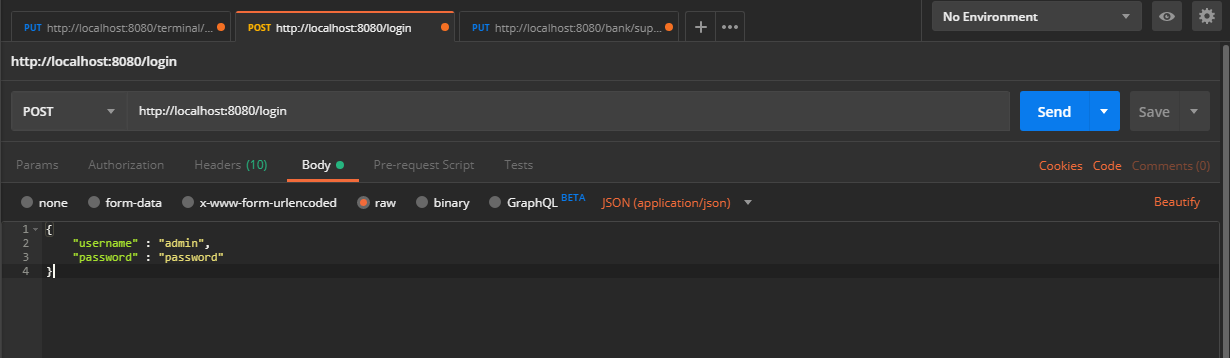 PUT http://localhost:8080/terminal/... POST http://localhost:8080/login PUT http://localhost:8080/bank/sup... + ••• No Environment
http://localhost:8080/login
POST http://localhost:8080/login Send Save
Params Authorization Headers (10) Body Pre-request Script Tests Cookies Code Comments (0)
none form-data x-www-form-urlencoded raw binary GraphQL BETA JSON (application/json) Beautify
1 {
2 "username" : "admin",
3 "password" : "password"
4 }